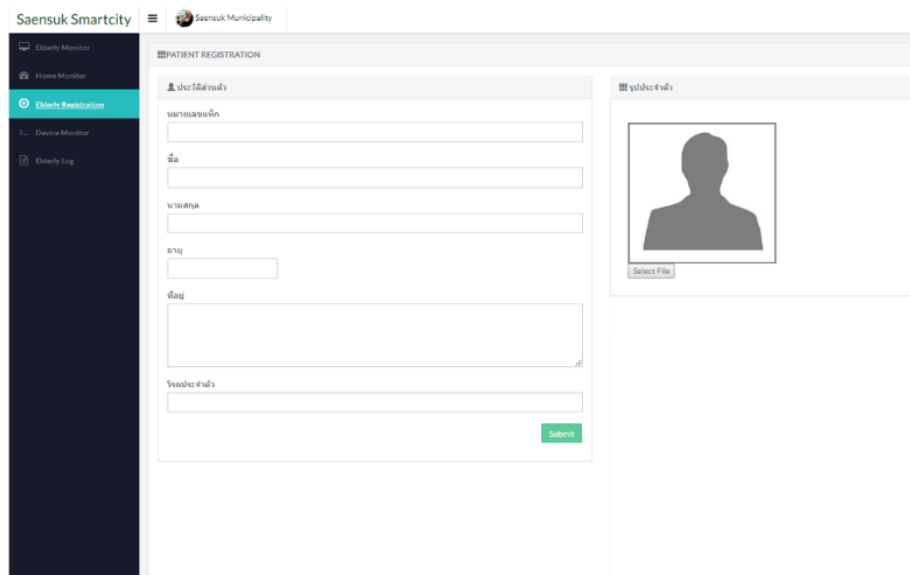 Saensuk Smartcity
Saensuk Municipality
Elderly Monitor
Home Monitor
Elderly Registration
Device Monitor
Elderly Log
PATIENT REGISTRATION
ประวัติส่วนตัว
หมายเลขแท็ก
ชื่อ
นามสกุล
อายุ
ที่อยู่
โรคประจำตัว
Submit
รูปประจำตัว
Select File